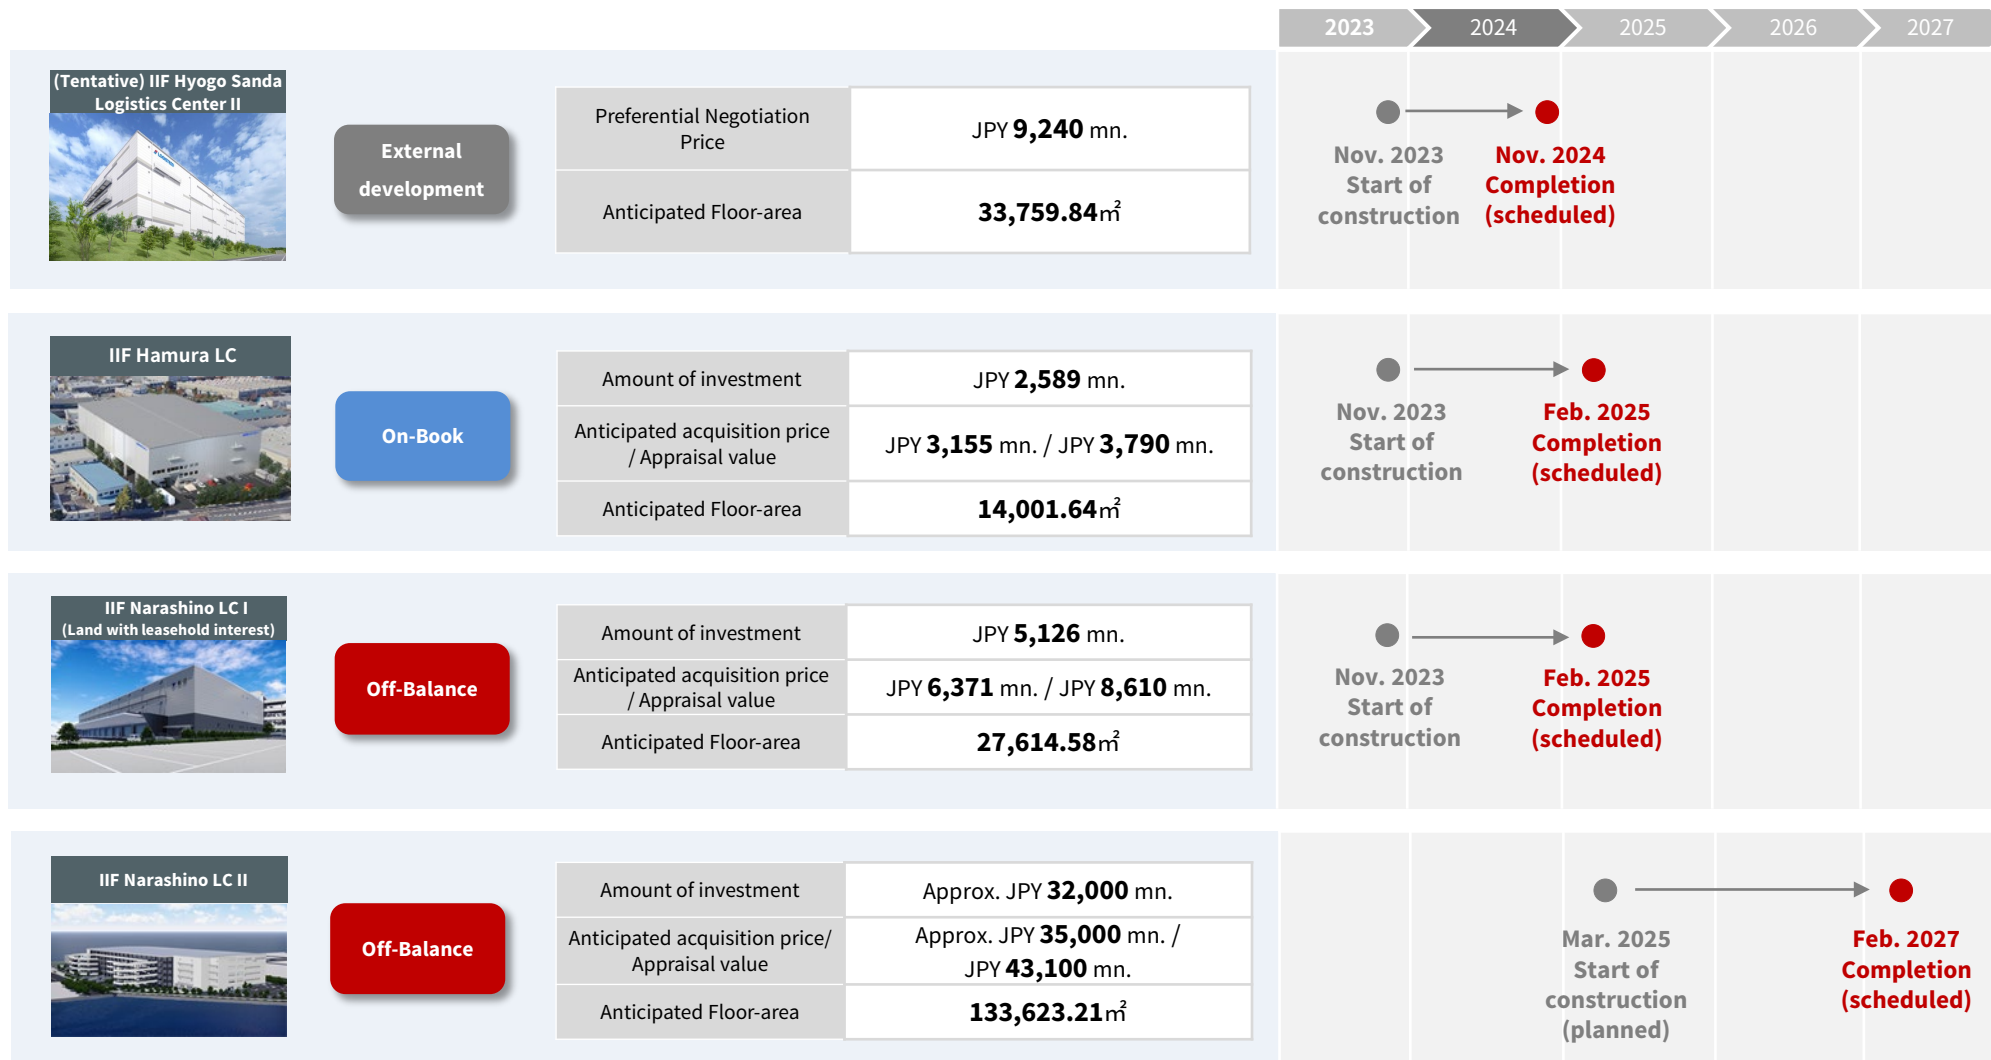 2023 2024 2025 2026 2027
(Tentative) IIF Hyogo Sanda
Logistics Center II
External
development
Preferential Negotiation
Price
JPY 9,240 mn.
Anticipated Floor-area
33,759.84㎡
Nov. 2023
Start of
construction
Nov. 2024
Completion
(scheduled)
IIF Hamura LC
On-Book
Amount of investment
JPY 2,589 mn.
Anticipated acquisition price
/ Appraisal value
JPY 3,155 mn. / JPY 3,790 mn.
Anticipated Floor-area
14,001.64㎡
Nov. 2023
Start of
construction
Feb. 2025
Completion
(scheduled)
IIF Narashino LC I
(Land with leasehold interest)
Off-Balance
Amount of investment
JPY 5,126 mn.
Anticipated acquisition price
/ Appraisal value
JPY 6,371 mn. / JPY 8,610 mn.
Anticipated Floor-area
27,614.58㎡
Nov. 2023
Start of
construction
Feb. 2025
Completion
(scheduled)
IIF Narashino LC II
Off-Balance
Amount of investment
Approx. JPY 32,000 mn.
Anticipated acquisition price/
Appraisal value
Approx. JPY 35,000 mn. /
JPY 43,100 mn.
Anticipated Floor-area
133,623.21㎡
Mar. 2025
Start of
construction
(planned)
Feb. 2027
Completion
(scheduled)